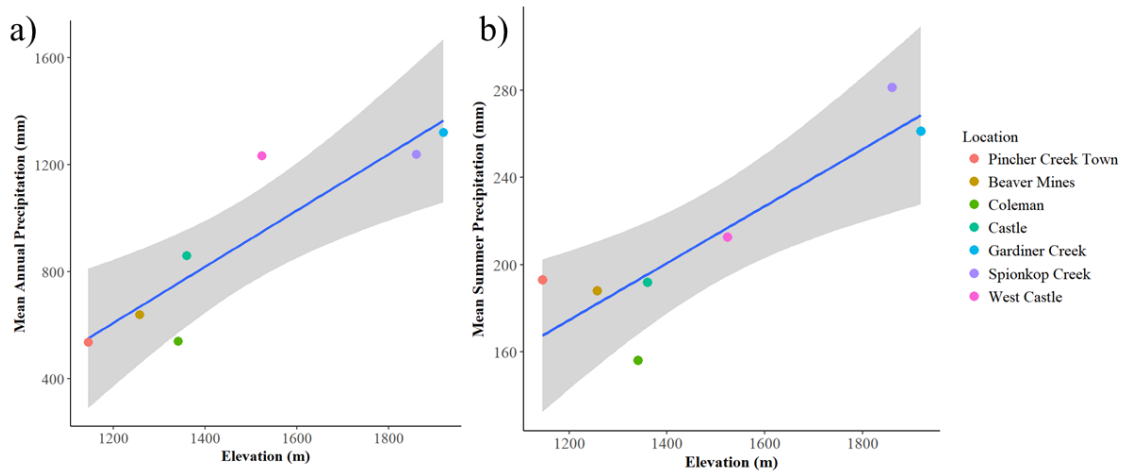 a)
Mean Annual Precipitation (mm)
1600
1200
800
400
1200 1400 1600 1800
Elevation (m)
b)
Mean Summer Precipitation (mm)
280
240
200
160
1200 1400 1600 1800
Elevation (m)
Location
Pincher Creek Town
Beaver Mines
Coleman
Castle
Gardiner Creek
Spionkop Creek
West Castle